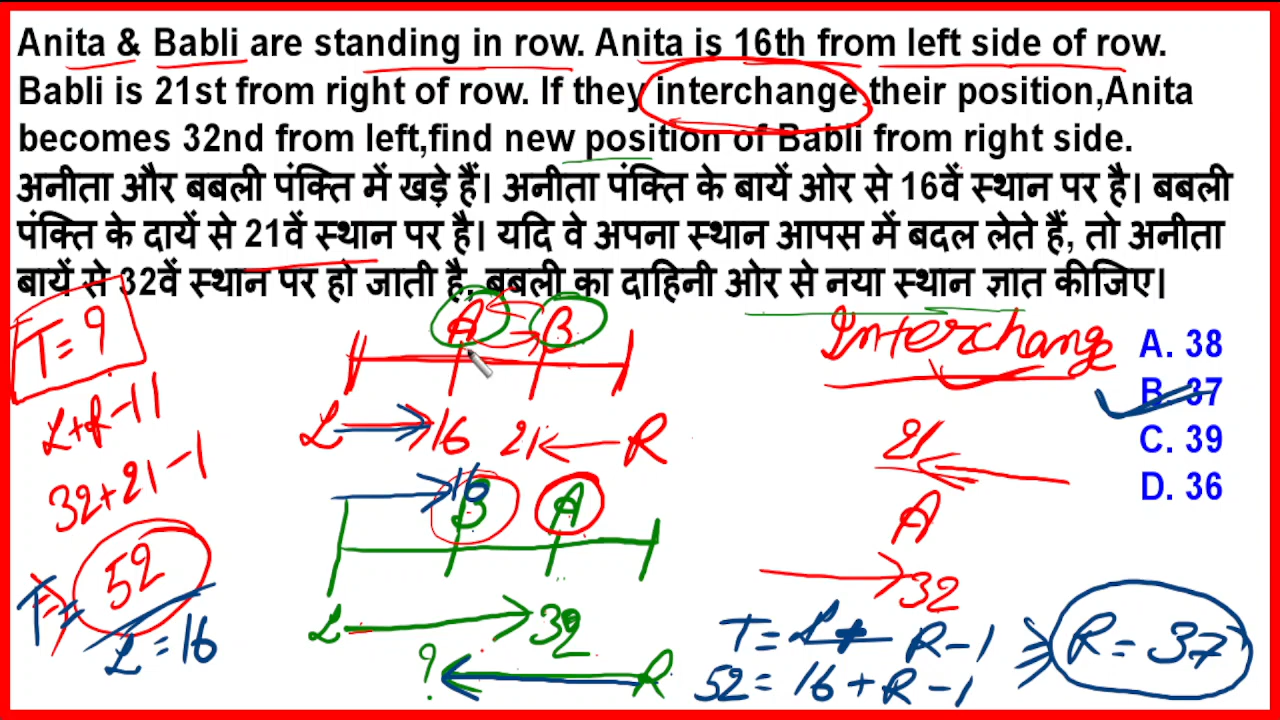 Anita & Babli are standing in row. Anita is 16th from left side of row.
Babli is 21st from right of row. If they interchange their position,Anita
becomes 32nd from left,find new position of Babli from right side.
अनीता और बबली पंक्ति में खड़े हैं। अनीता पंक्ति के बायें ओर से 16वें स्थान पर है। बबली
पंक्ति के दायें से 21वें स्थान पर है। यदि वे अपना स्थान आपस में बदल लेते हैं, तो अनीता
बायें से 32वें स्थान पर हो जाती है, बबली का दाहिनी ओर से नया स्थान ज्ञात कीजिए।
A B
T = ?
Interchange
A. 38
B. 37
C. 39
D. 36
L+R-1
L 16 21 R
21
32+21-1
16
B A
A
52
32
T =
L = 16
L 32
? R
T = L + R - 1
52 = 16 + R - 1
R = 37